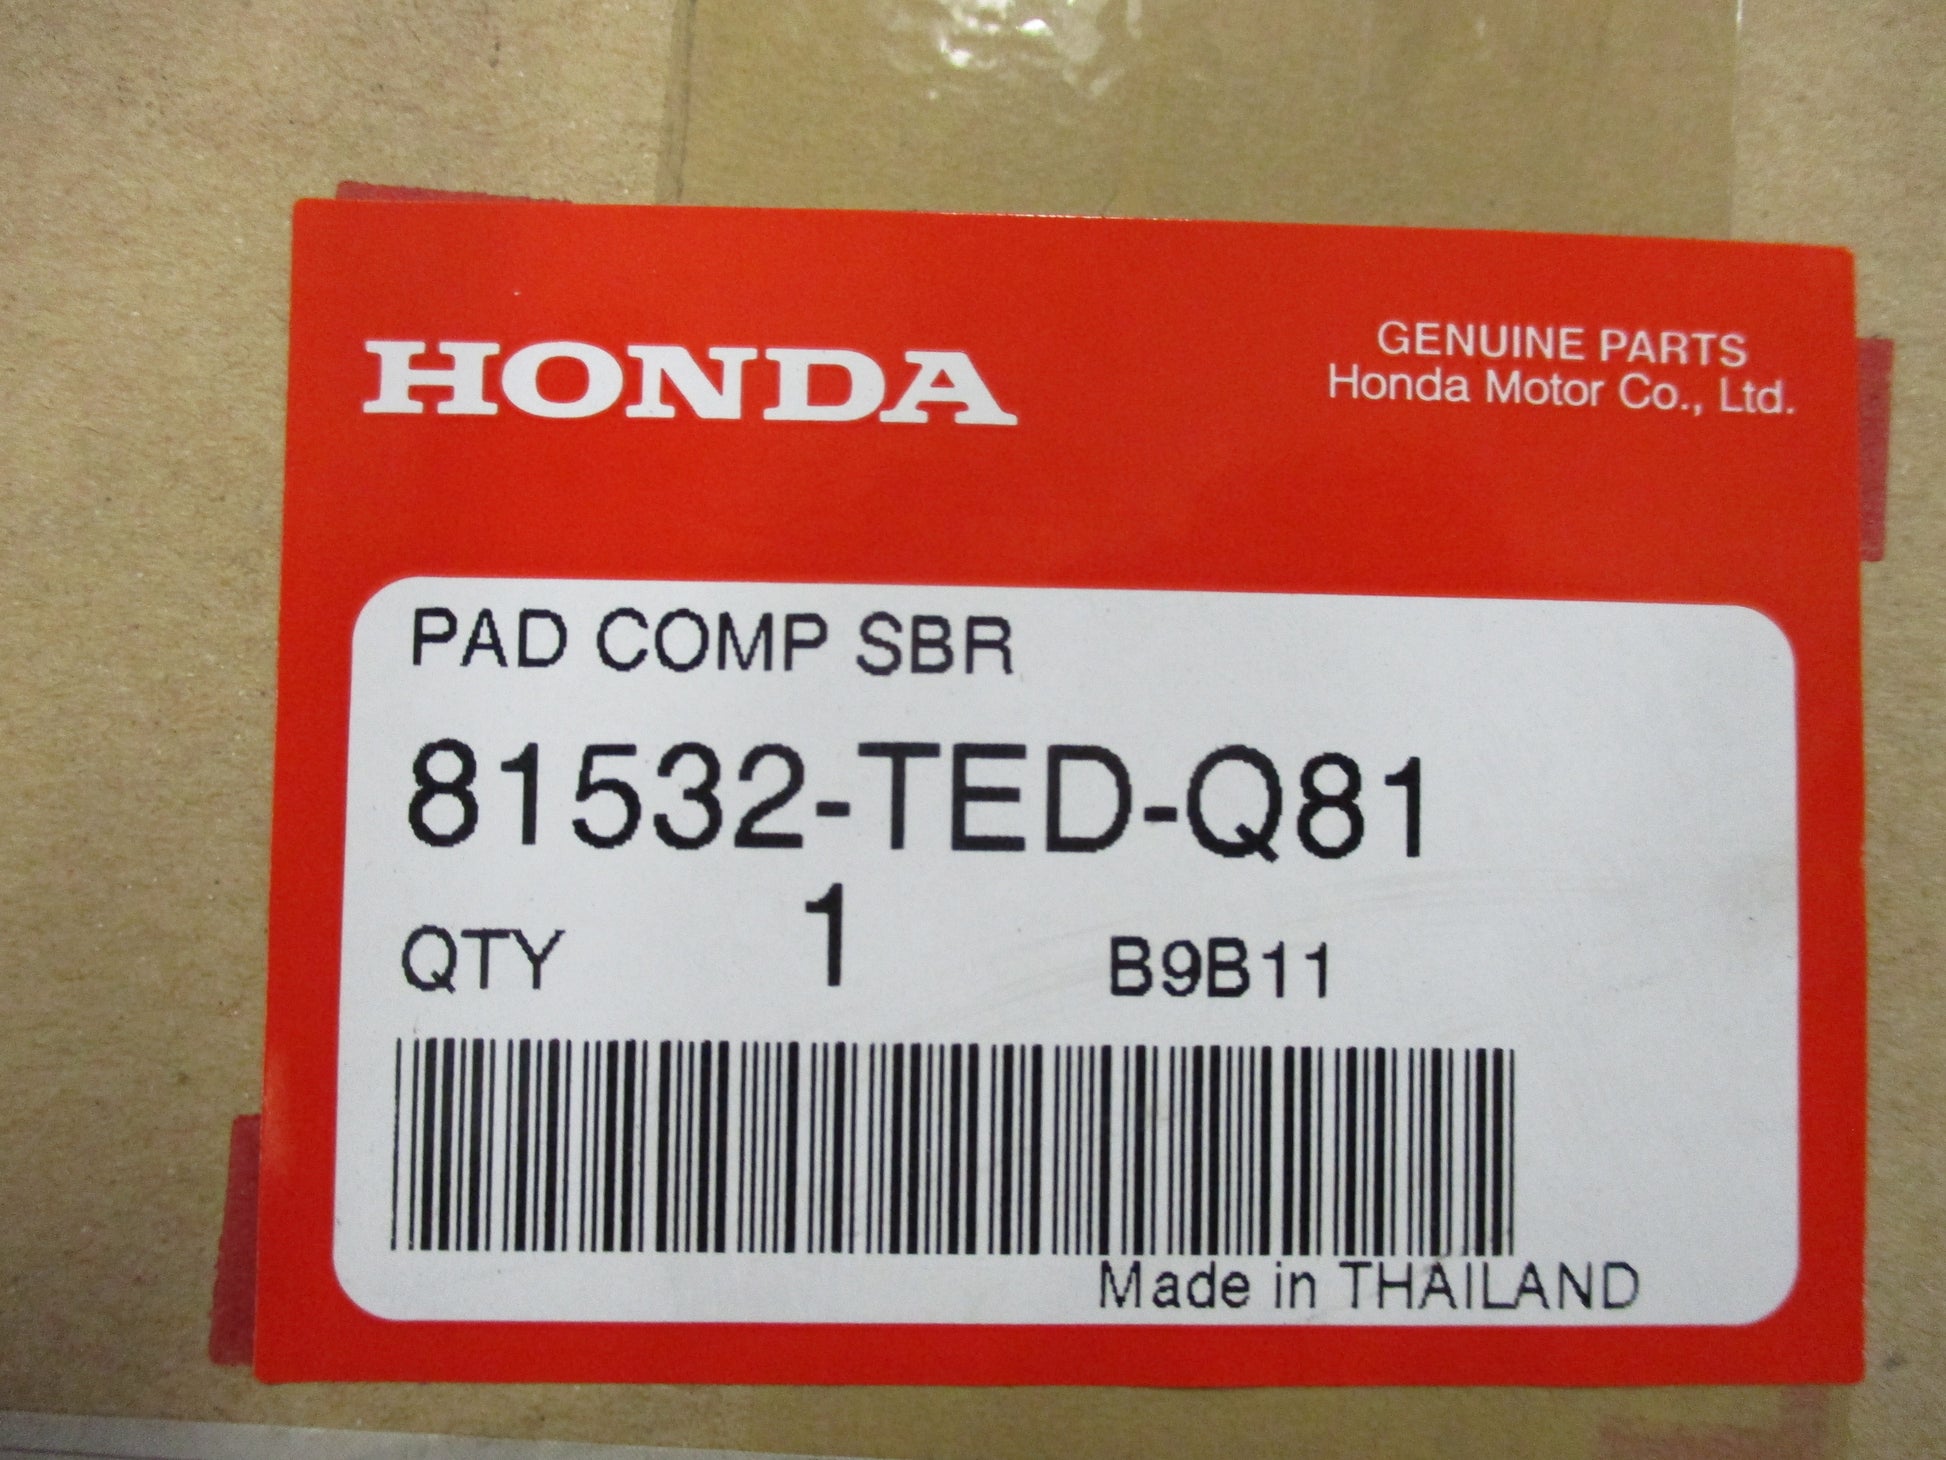 HONDA
GENUINE PARTS
Honda Motor Co., Ltd.
PAD COMP SBR
81532-TED-Q81
QTY 1 B9B11
Made in THAILAND